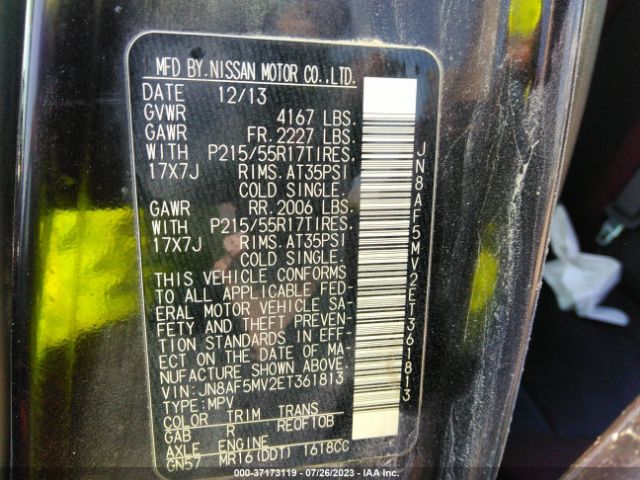 MFD BY.NISSAN MOTOR CO.,LTD.
DATE 12/13
GVWR 4167 LBS.
GAWR FR.2227 LBS.
WITH P215/55R17TIRES,
17X7J RIMS.AT35PSI
COLD SINGLE.
GAWR RR.2006 LBS.
WITH P215/55R17TIRES,
17X7J RIMS.AT35PSI
COLD SINGLE.
THIS VEHICLE CONFORMS
TO ALL APPLICABLE FED-
ERAL MOTOR VEHICLE SA-
FETY AND THEFT PREVEN-
TION STANDARDS IN EFF-
ECT ON THE DATE OF MA-
NUFACTURE SHOWN ABOVE.
VIN:JN8AF5MV2ET361813
TYPE:MPV
COLOR TRIM TRANS
GAB R RE0F10B
AXLE ENGINE
GN57 MR16(DDT) 1618CC
JN8AF5MV2ET361813
000-37173119 - 07/26/2023 - IAA Inc.